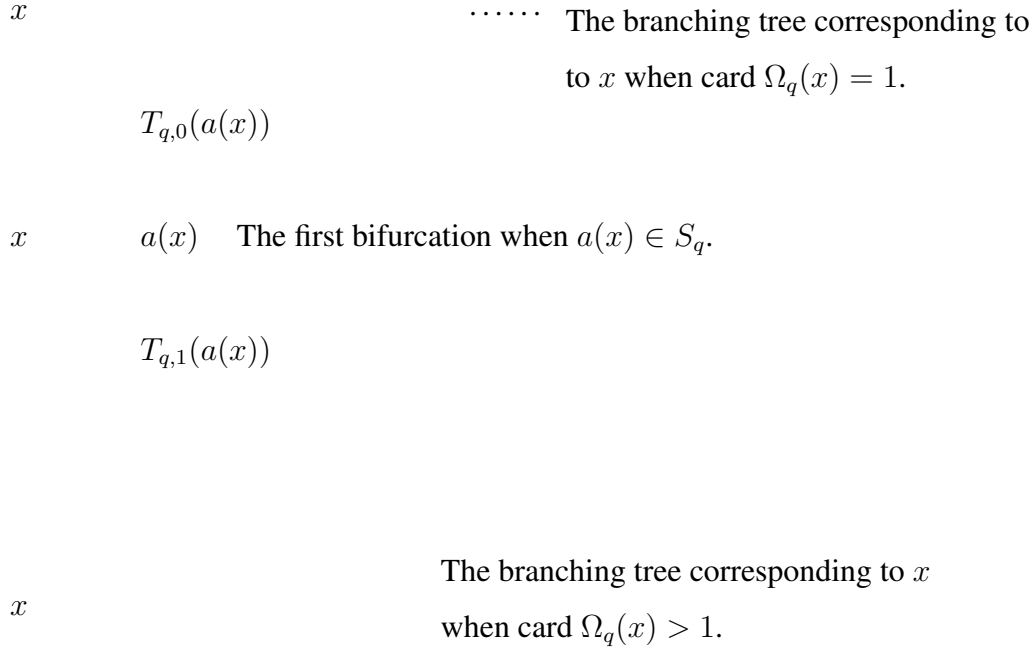 x ...... The branching tree corresponding to
to x when card Ω_q(x) = 1.
T_{q,0}(a(x))
x a(x) The first bifurcation when a(x) ∈ S_q.
T_{q,1}(a(x))
The branching tree corresponding to x
x
when card Ω_q(x) > 1.